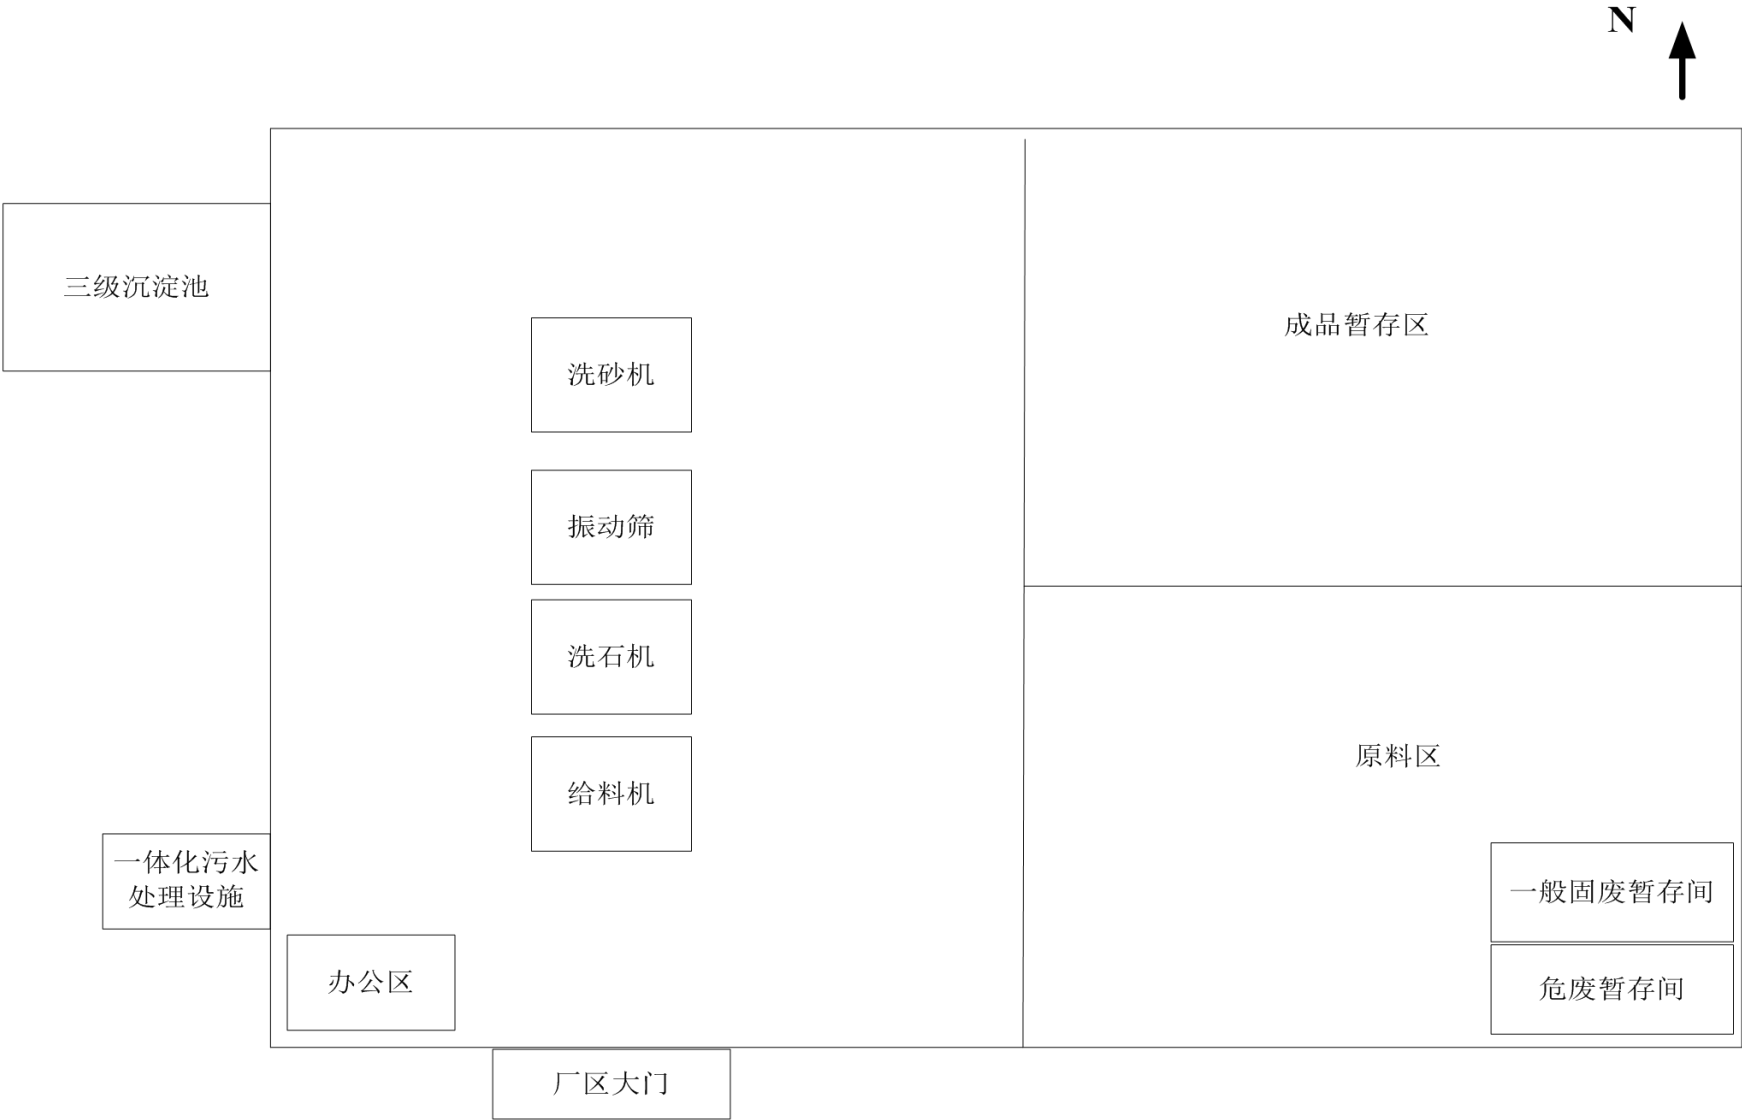 N
三级沉淀池
成品暂存区
洗砂机
振动筛
洗石机
原料区
给料机
一体化污水
处理设施
一般固废暂存间
办公区
危废暂存间
厂区大门